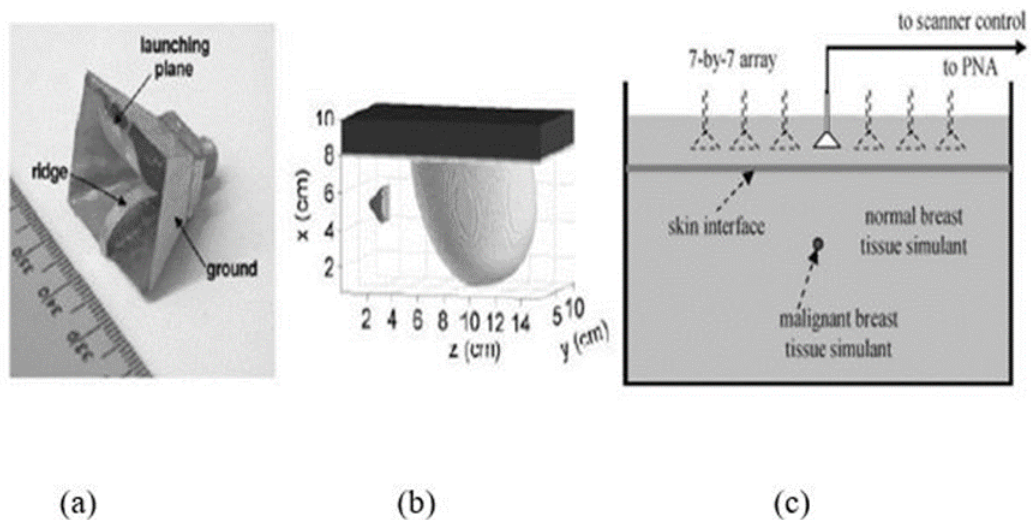 launching
plane
ridge
ground
10
8
6
4
2
x (cm)
2 4 6 8 10 12 14
z (cm)
5 10
y (cm)
to scanner control
to PNA
7-by-7 array
skin interface
normal breast
tissue simulant
malignant breast
tissue simulant
(a) (b) (c)